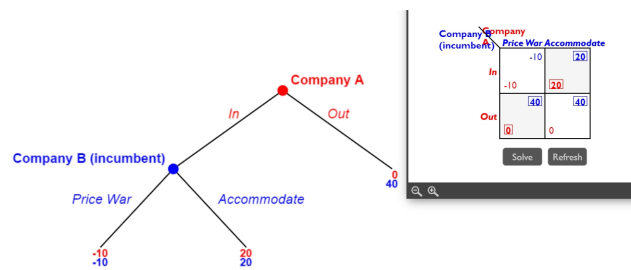 Company A
In
Out
Company B (incumbent)
Price War
Accommodate
0
40
-10
-10
20
20
Company A
Company B (incumbent)
Price War Accommodate
In
-10
20
-10
20
Out
40
40
0
0
Solve
Refresh